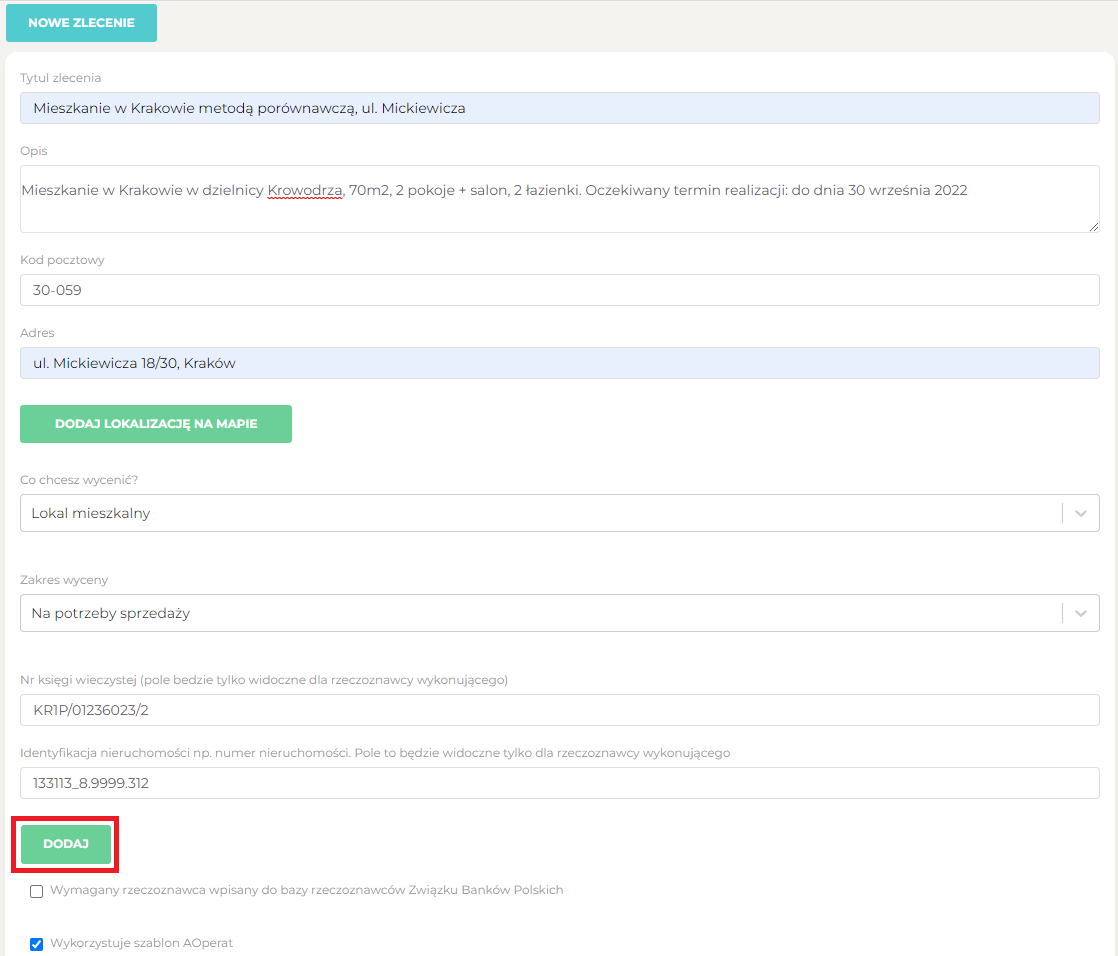 NOWE ZLECENIE
Tytul zlecenia
Mieszkanie w Krakowie metodą porównawczą, ul. Mickiewicza
Opis
Mieszkanie w Krakowie w dzielnicy Krowodrza, 70m2, 2 pokoje + salon, 2 łazienki. Oczekiwany termin realizacji: do dnia 30 września 2022
Kod pocztowy
30-059
Adres
ul. Mickiewicza 18/30, Kraków
DODAJ LOKALIZACJĘ NA MAPIE
Co chcesz wycenić?
Lokal mieszkalny
Zakres wyceny
Na potrzeby sprzedaży
Nr księgi wieczystej (pole bedzie tylko widoczne dla rzeczoznawcy wykonującego)
KR1P/01236023/2
Identyfikacja nieruchomości np. numer nieruchomości. Pole to będzie widoczne tylko dla rzeczoznawcy wykonującego
133113_8.9999.312
DODAJ
Wymagany rzeczoznawca wpisany do bazy rzeczoznawców Związku Banków Polskich
Wykorzystuje szablon AOperat